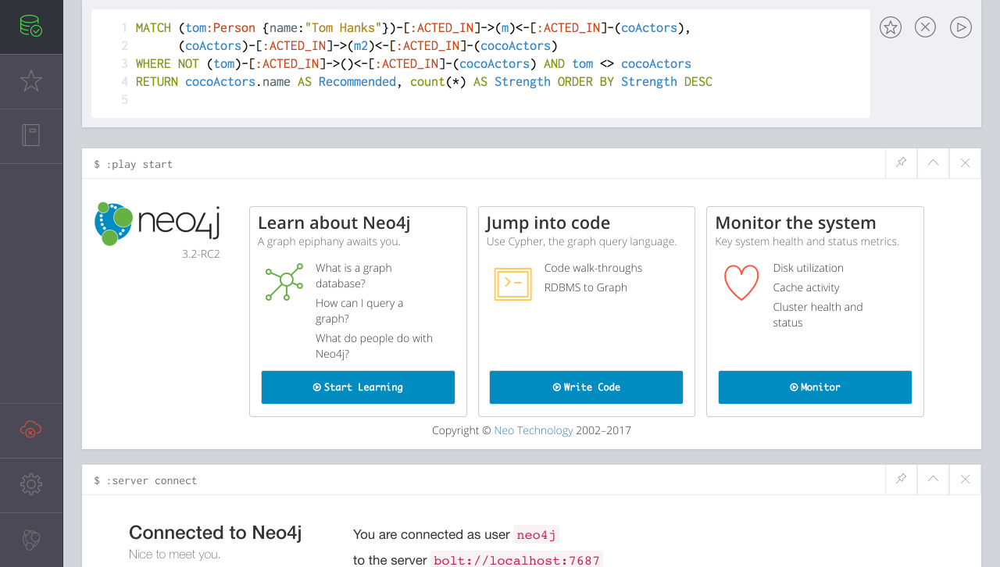 1 MATCH (tom:Person {name:"Tom Hanks"})-[:ACTED_IN]->(m)<-[:ACTED_IN]-(coActors),
2 (coActors)-[:ACTED_IN]->(m2)<-[:ACTED_IN]-(cocoActors)
3 WHERE NOT (tom)-[:ACTED_IN]->()<-[:ACTED_IN]-(cocoActors) AND tom <> cocoActors
4 RETURN cocoActors.name AS Recommended, count(*) AS Strength ORDER BY Strength DESC
5
$ :play start
neo4j
3.2-RC2
Learn about Neo4j
A graph epiphany awaits you.
What is a graph
database?
How can I query a
graph?
What do people do with
Neo4j?
Start Learning
Jump into code
Use Cypher, the graph query language.
Code walk-throughs
RDBMS to Graph
Write Code
Monitor the system
Key system health and status metrics.
Disk utilization
Cache activity
Cluster health and
status
Monitor
Copyright © Neo Technology 2002–2017
$ :server connect
Connected to Neo4j
Nice to meet you.
You are connected as user neo4j
to the server bolt://localhost:7687